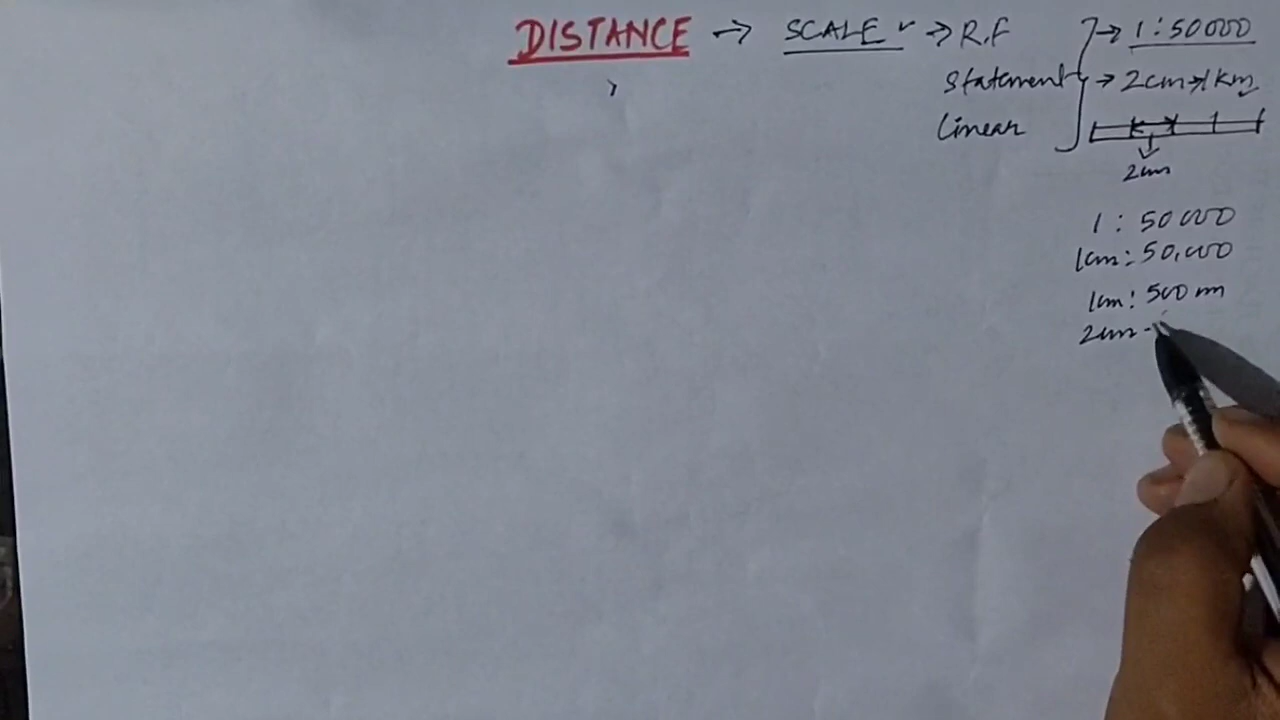 DISTANCE → SCALE ✓ → R.F → 1:50000
Statement → 2cm→1km
Linear
2cm
1 : 50000
1cm: 50,000
1cm: 500 m
2cm -